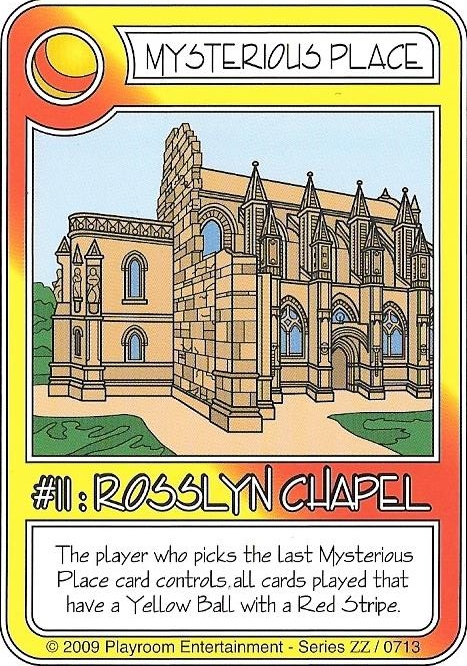 MYSTERIOUS PLACE
#11: ROSSLYN CHAPEL
The player who picks the last Mysterious
Place card controls all cards played that
have a Yellow Ball with a Red Stripe.
© 2009 Playroom Entertainment - Series ZZ / 0713